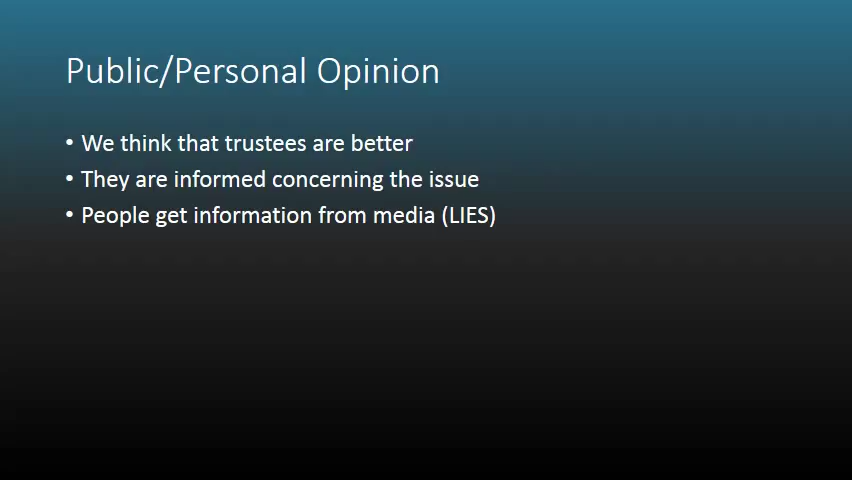 Public/Personal Opinion
• We think that trustees are better
• They are informed concerning the issue
• People get information from media (LIES)